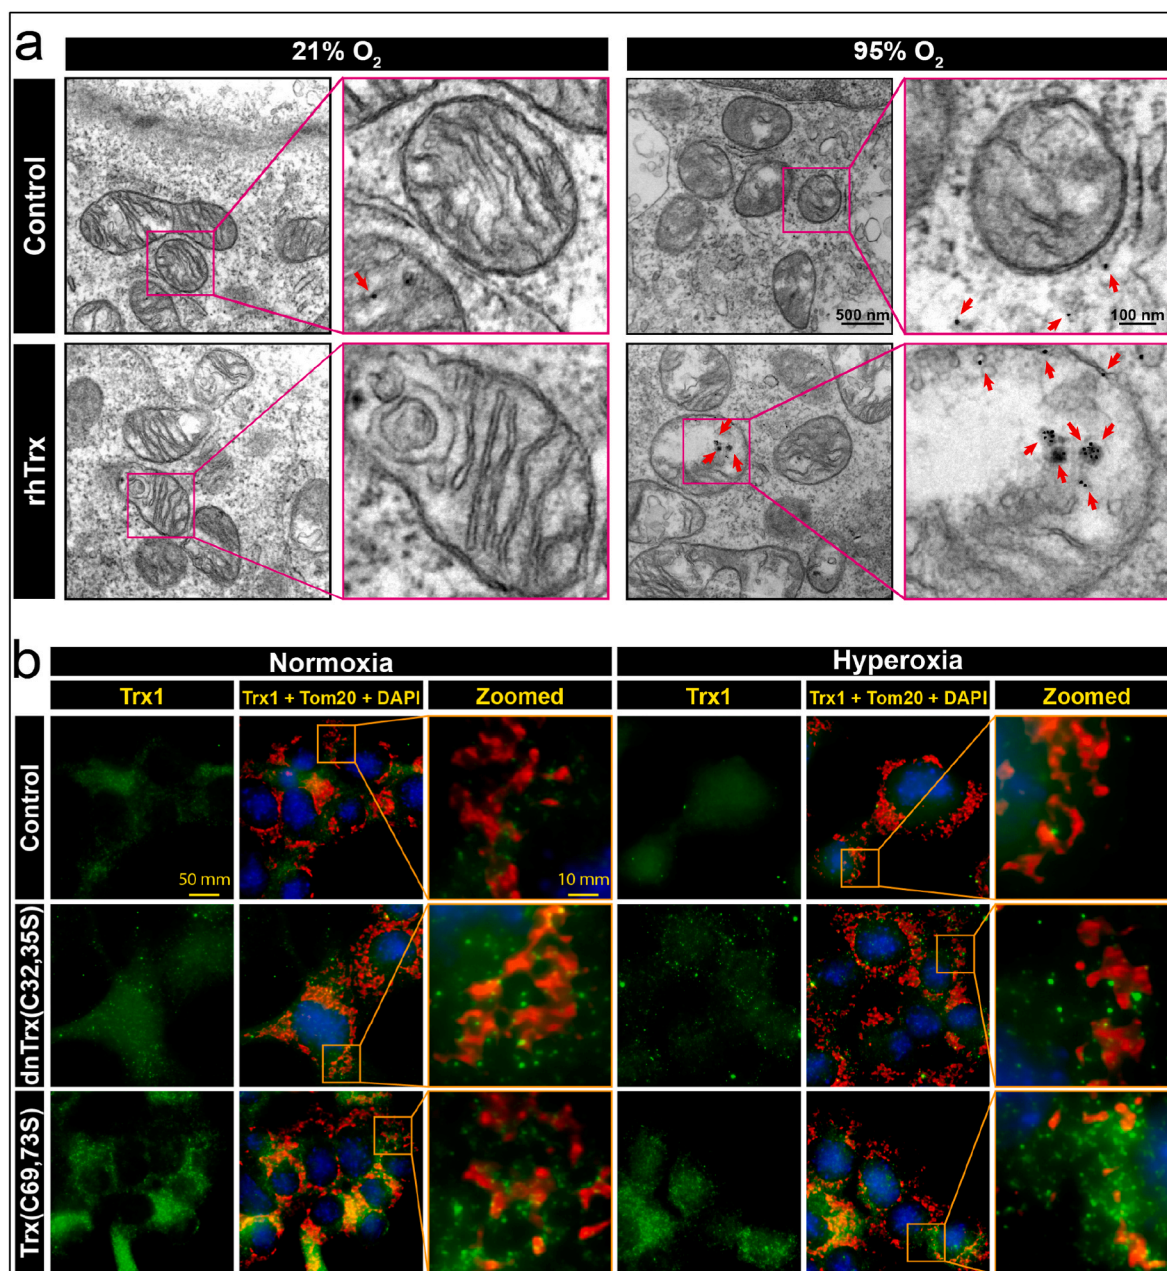 a
21% O₂
95% O₂
Control
500 nm
100 nm
rhTrx
b
Normoxia
Hyperoxia
Trx1
Trx1 + Tom20 + DAPI
Zoomed
Trx1
Trx1 + Tom20 + DAPI
Zoomed
Control
50 mm
10 mm
dnTrx(C32,35S)
Trx(C69,73S)